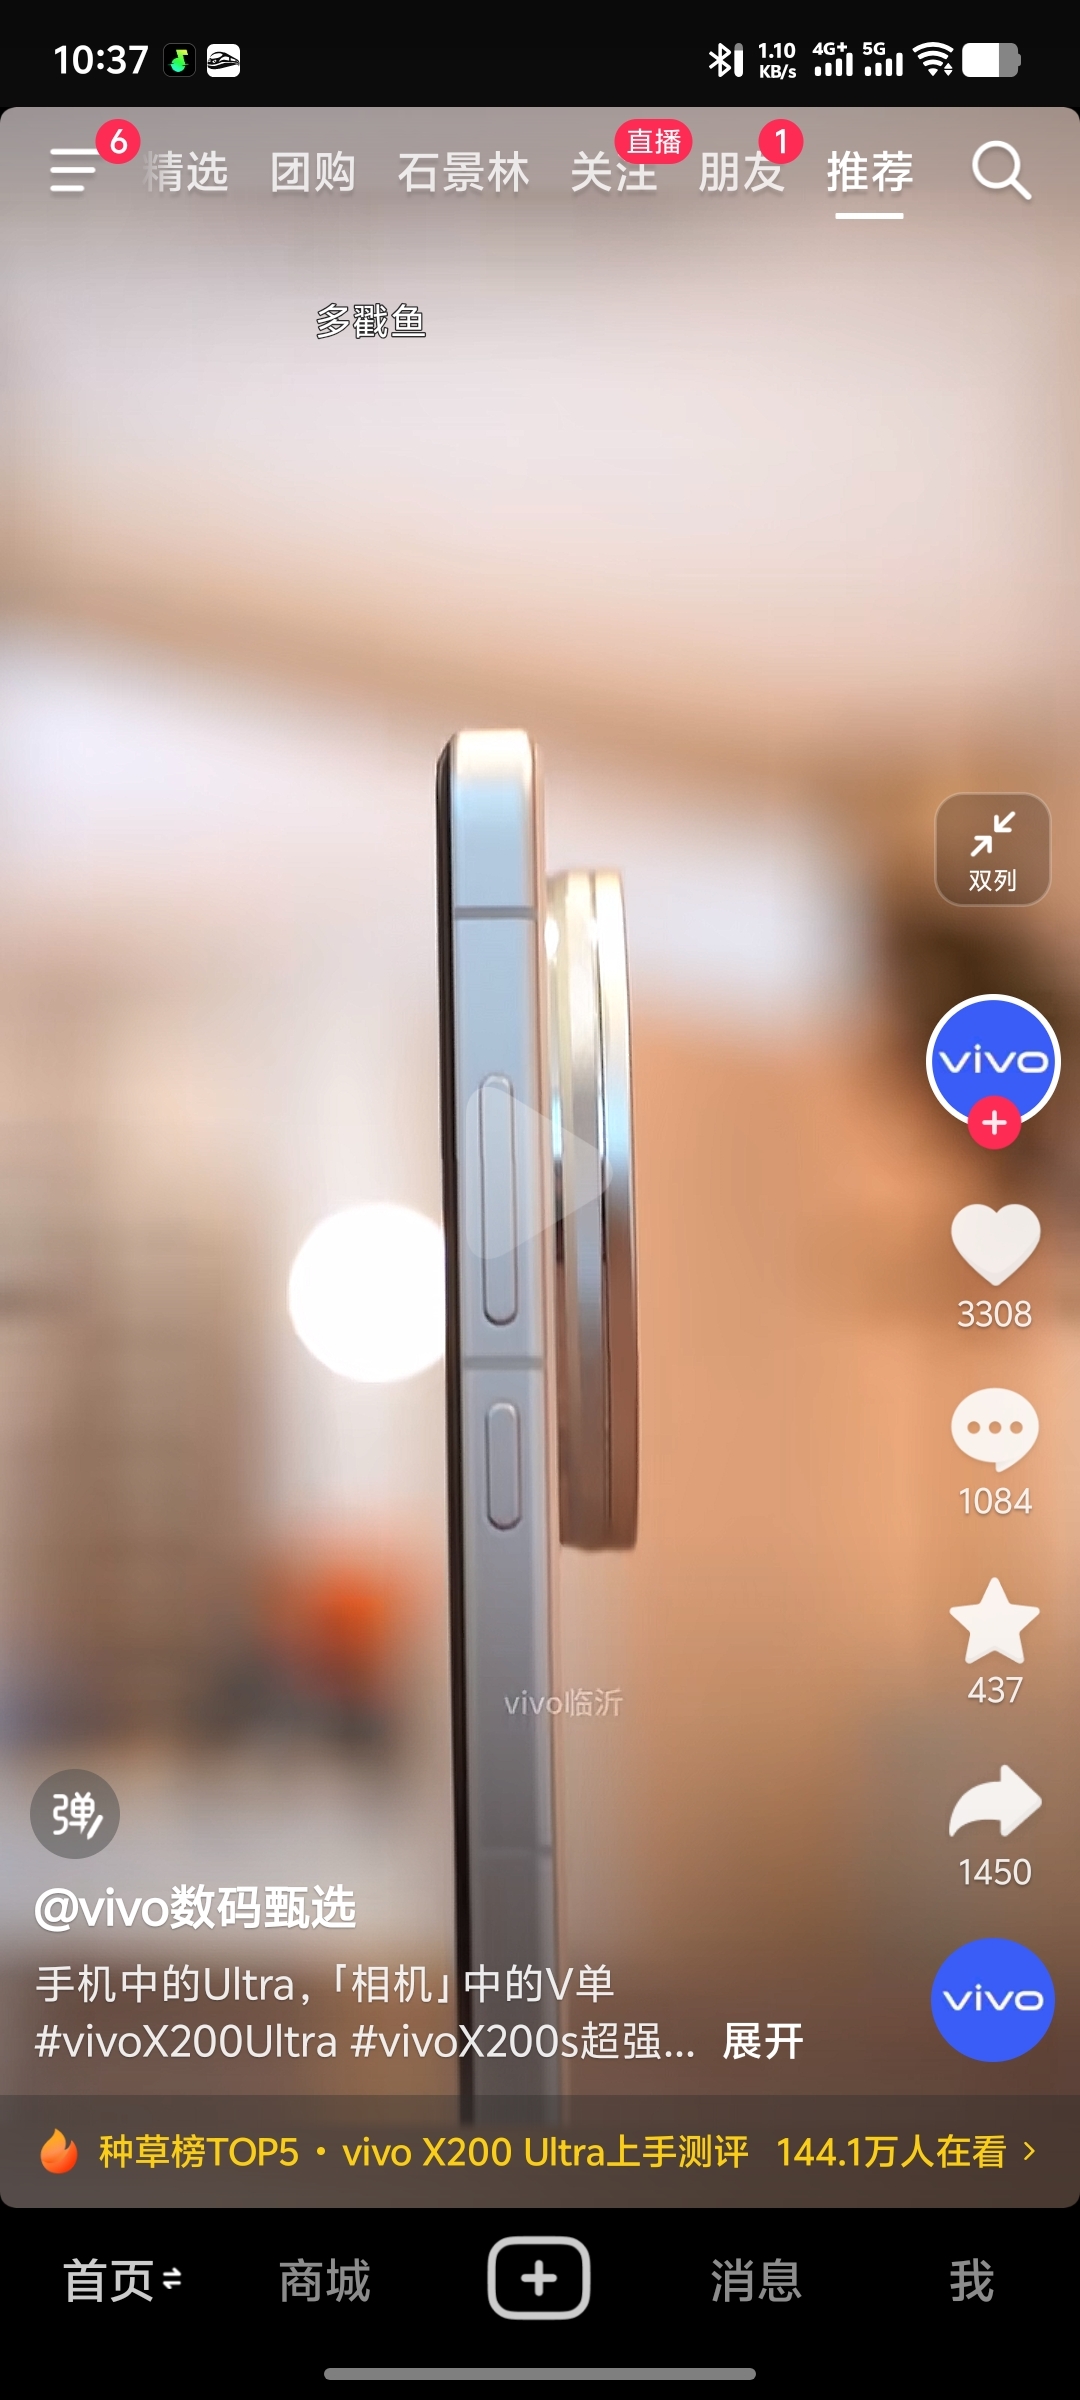 10:37
1.10 KB/s 4G+ 5G
6 精选 团购 石景林 关注 直播 朋友 1 推荐
多戳鱼
双列
vivo
3308
1084
437
vivo临沂
弹
1450
@vivo数码甄选
手机中的Ultra,「相机」中的V单
vivo
#vivoX200Ultra #vivoX200s超强... 展开
种草榜TOP5·vivo X200 Ultra上手测评 144.1万人在看
首页 商城 消息 我